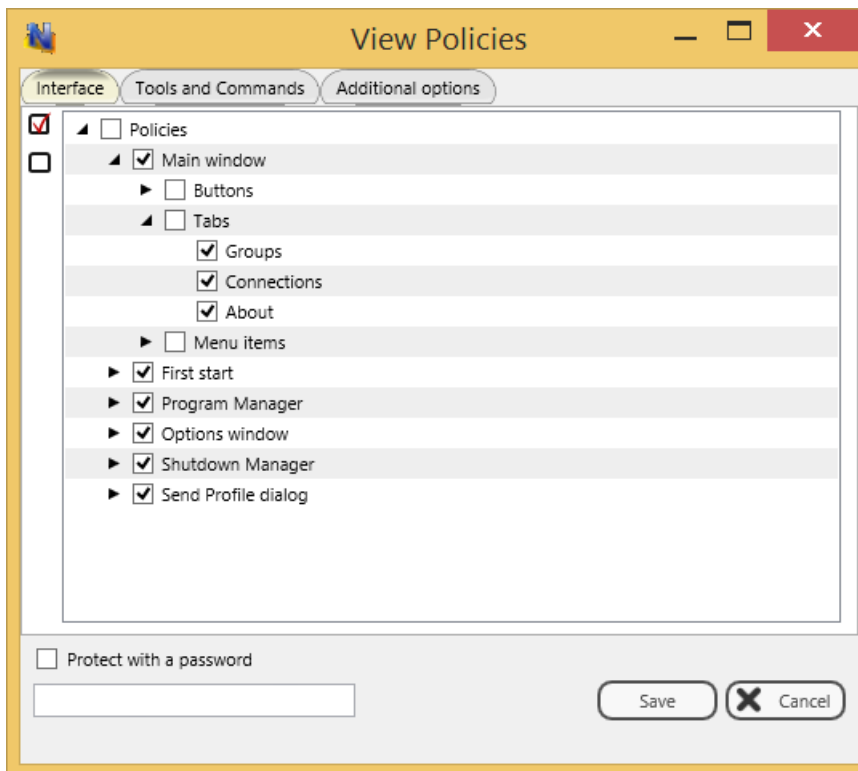 View Policies
Interface Tools and Commands Additional options
Policies
Main window
Buttons
Tabs
Groups
Connections
About
Menu items
First start
Program Manager
Options window
Shutdown Manager
Send Profile dialog
Protect with a password
Save Cancel